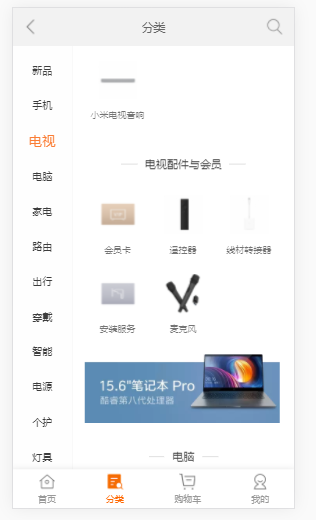 分类
新品
手机
电视
电脑
家电
路由
出行
穿戴
智能
电源
个护
灯具
小米电视音响
电视配件与会员
会员卡
遥控器
线材转接器
安装服务
麦克风
15.6"笔记本 Pro
酷睿第八代处理器
电脑
首页
分类
购物车
我的